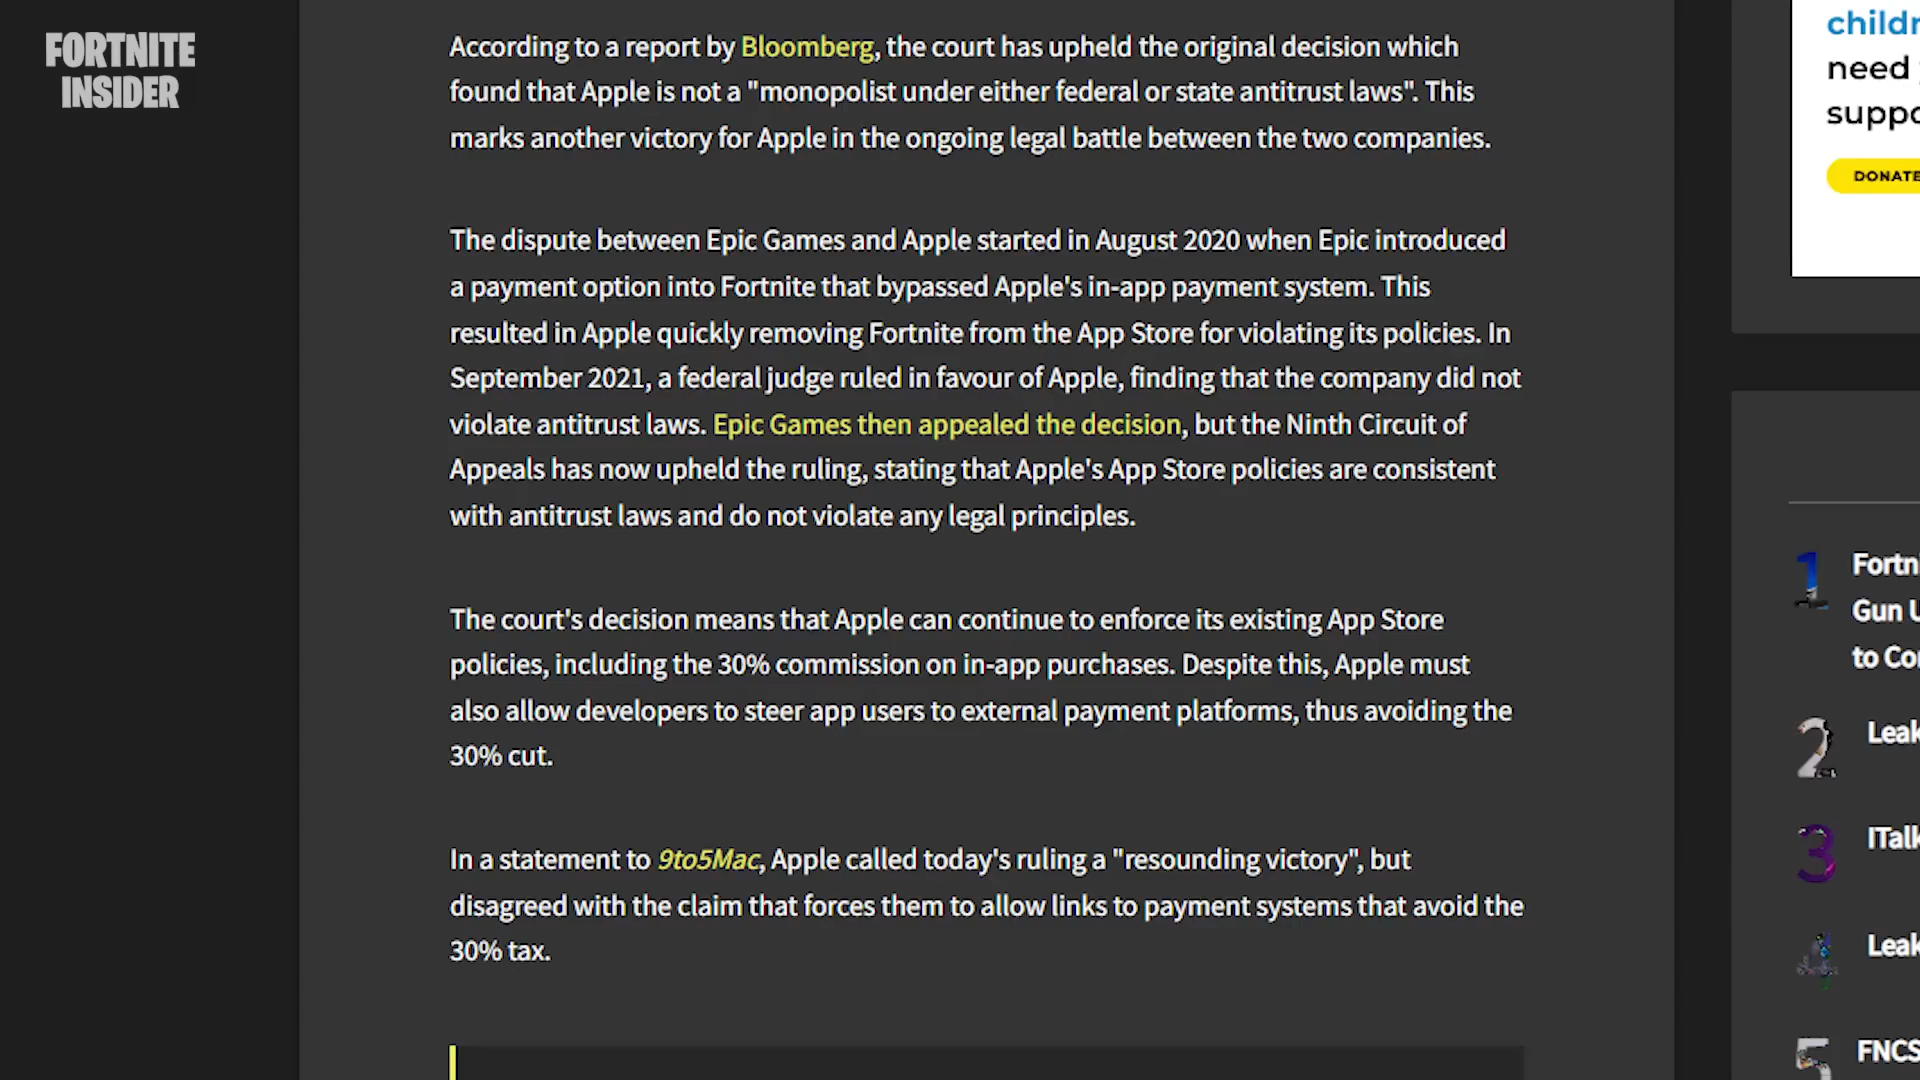 FORTNITE
INSIDER
According to a report by Bloomberg, the court has upheld the original decision which
found that Apple is not a "monopolist under either federal or state antitrust laws". This
marks another victory for Apple in the ongoing legal battle between the two companies.
The dispute between Epic Games and Apple started in August 2020 when Epic introduced
a payment option into Fortnite that bypassed Apple's in-app payment system. This
resulted in Apple quickly removing Fortnite from the App Store for violating its policies. In
September 2021, a federal judge ruled in favour of Apple, finding that the company did not
violate antitrust laws. Epic Games then appealed the decision, but the Ninth Circuit of
Appeals has now upheld the ruling, stating that Apple's App Store policies are consistent
with antitrust laws and do not violate any legal principles.
The court's decision means that Apple can continue to enforce its existing App Store
policies, including the 30% commission on in-app purchases. Despite this, Apple must
also allow developers to steer app users to external payment platforms, thus avoiding the
30% cut.
In a statement to 9to5Mac, Apple called today's ruling a "resounding victory", but
disagreed with the claim that forces them to allow links to payment systems that avoid the
30% tax.
need
DONATE
1
Gun
2
3
4
5
FNCS